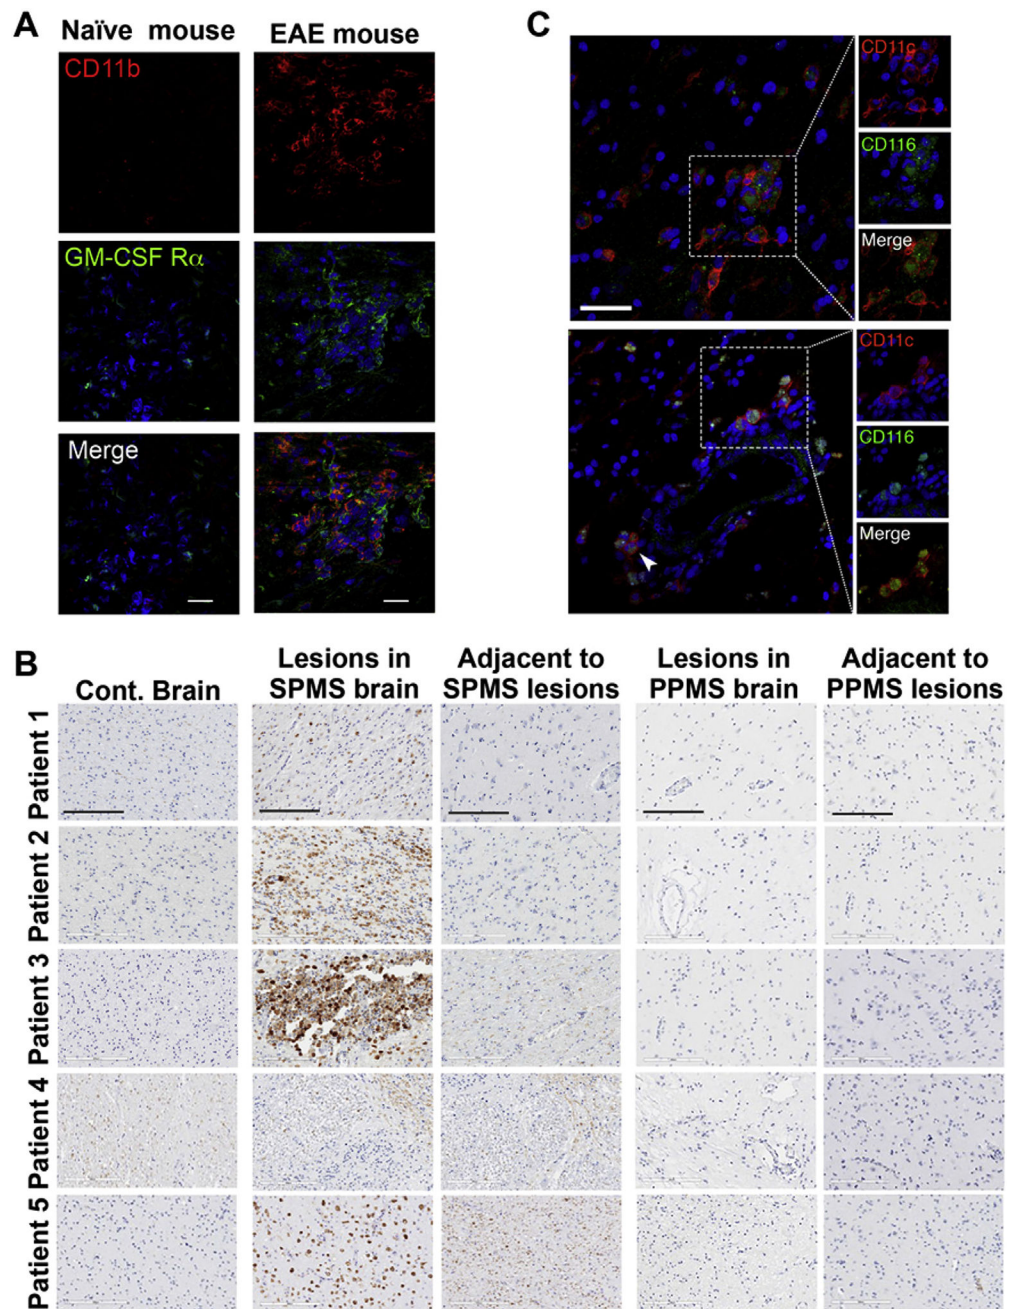 A
Naïve mouse
EAE mouse
CD11b
GM-CSF Rα
Merge
C
CD11c
CD116
Merge
CD11c
CD116
Merge
B
Cont. Brain
Lesions in
SPMS brain
Adjacent to
SPMS lesions
Lesions in
PPMS brain
Adjacent to
PPMS lesions
Patient 1
Patient 2
Patient 3
Patient 4
Patient 5